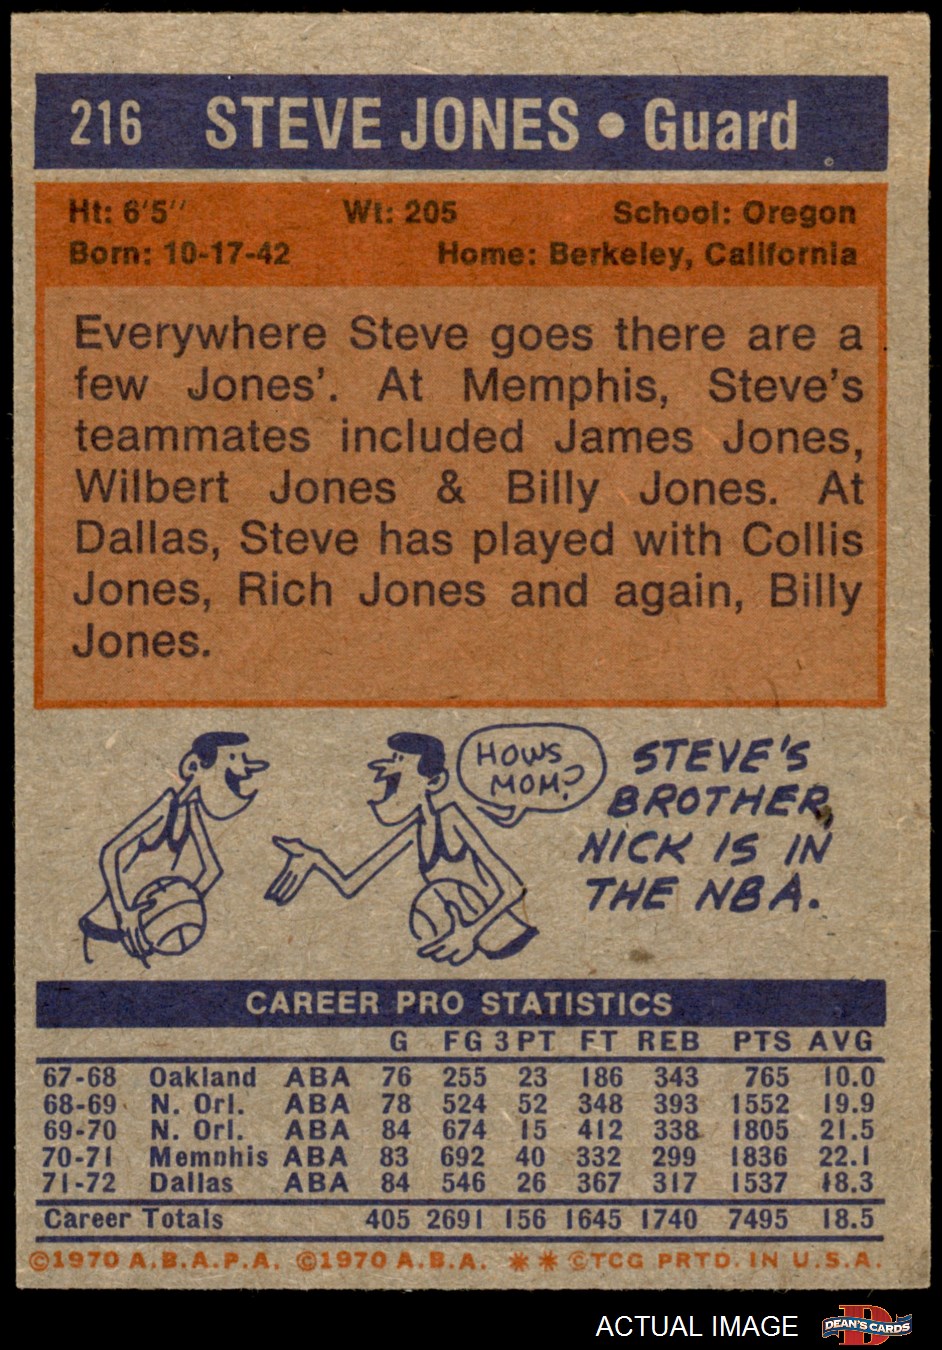 216 STEVE JONES • Guard
Ht: 6'5" Wt: 205 School: Oregon
Born: 10-17-42 Home: Berkeley, California
Everywhere Steve goes there are a
few Jones'. At Memphis, Steve's
teammates included James Jones,
Wilbert Jones & Billy Jones. At
Dallas, Steve has played with Collis
Jones, Rich Jones and again, Billy
Jones.
HOWS
MOM?
STEVE'S
BROTHER,
NICK IS IN
THE NBA.
CAREER PRO STATISTICS
G FG 3PT FT REB PTS AVG
67-68 Oakland ABA 76 255 23 186 343 765 10.0
68-69 N. Orl. ABA 78 524 52 348 393 1552 19.9
69-70 N. Orl. ABA 84 674 15 412 338 1805 21.5
70-71 Memphis ABA 83 692 40 332 299 1836 22.1
71-72 Dallas ABA 84 546 26 367 317 1537 18.3
Career Totals 405 2691 156 1645 1740 7495 18.5
©1970 A.B.A.P.A. ©1970 A.B.A. ** ©TCG PRTD. IN U.S.A.
ACTUAL IMAGE D DEAN'S CARDS